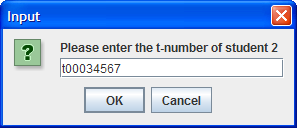 Input
Please enter the t-number of student 2
t00034567
OK Cancel